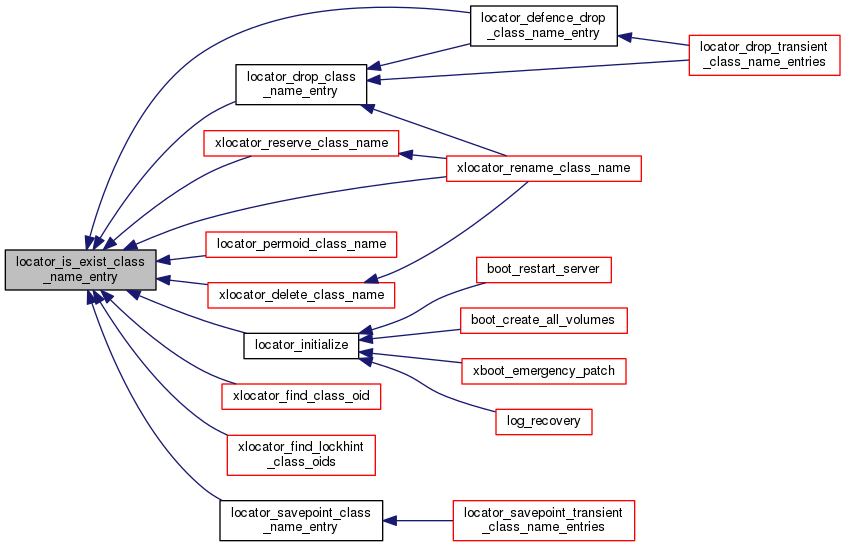 locator_defence_drop
_class_name_entry
locator_drop_transient
_class_name_entries
locator_drop_class
_name_entry
xlocator_reserve_class_name
xlocator_rename_class_name
locator_permoid_class_name
locator_is_exist_class
_name_entry
boot_restart_server
xlocator_delete_class_name
boot_create_all_volumes
locator_initialize
xboot_emergency_patch
xlocator_find_class_oid
log_recovery
xlocator_find_lockhint
_class_oids
locator_savepoint_class
_name_entry
locator_savepoint_transient
_class_name_entries